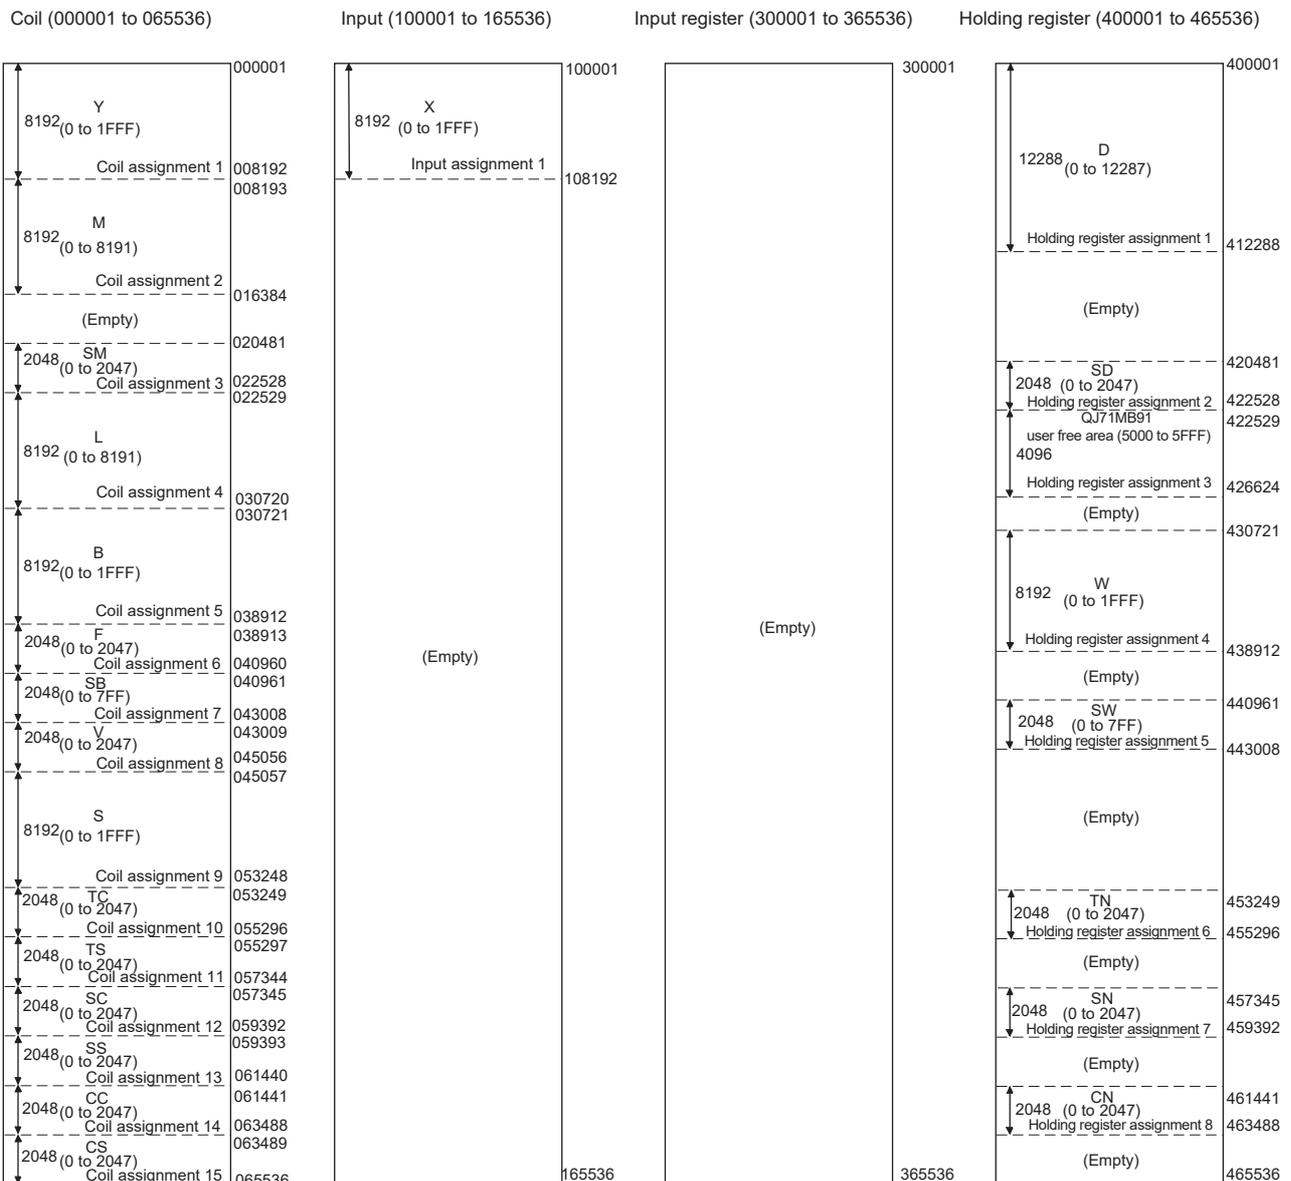 Coil (000001 to 065536)
000001
8192
Y
(0 to 1FFF)
Coil assignment 1
008192
008193
8192
M
(0 to 8191)
Coil assignment 2
016384
(Empty)
020481
2048
SM
(0 to 2047)
Coil assignment 3
022528
022529
8192
L
(0 to 8191)
Coil assignment 4
030720
030721
8192
B
(0 to 1FFF)
Coil assignment 5
038912
038913
2048
F
(0 to 2047)
Coil assignment 6
040960
040961
2048
SB
(0 to 7FF)
Coil assignment 7
043008
043009
2048
V
(0 to 2047)
Coil assignment 8
045056
045057
8192
S
(0 to 1FFF)
Coil assignment 9
053248
053249
2048
TC
(0 to 2047)
Coil assignment 10
055296
055297
2048
TS
(0 to 2047)
Coil assignment 11
057344
057345
2048
SC
(0 to 2047)
Coil assignment 12
059392
059393
2048
SS
(0 to 2047)
Coil assignment 13
061440
061441
2048
CC
(0 to 2047)
Coil assignment 14
063488
063489
2048
CS
(0 to 2047)
Coil assignment 15
065536
Input (100001 to 165536)
100001
8192
X
(0 to 1FFF)
Input assignment 1
108192
(Empty)
165536
Input register (300001 to 365536)
300001
(Empty)
365536
Holding register (400001 to 465536)
400001
12288
D
(0 to 12287)
Holding register assignment 1
412288
(Empty)
420481
2048
SD
(0 to 2047)
Holding register assignment 2
422528
422529
QJ71MB91
user free area (5000 to 5FFF)
4096
Holding register assignment 3
426624
(Empty)
430721
8192
W
(0 to 1FFF)
Holding register assignment 4
438912
(Empty)
440961
2048
SW
(0 to 7FF)
Holding register assignment 5
443008
(Empty)
453249
2048
TN
(0 to 2047)
Holding register assignment 6
455296
(Empty)
457345
2048
SN
(0 to 2047)
Holding register assignment 7
459392
(Empty)
461441
2048
CN
(0 to 2047)
Holding register assignment 8
463488
(Empty)
465536